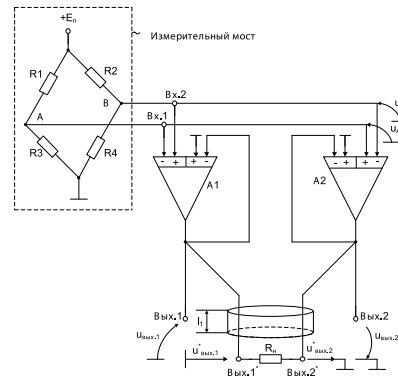 +Eп
Измерительный мост
R1
R2
A
B
R3
R4
Вх.2
Вх.1
- + + -
A1
- + + -
A2
Вых.1
uвых.1
l1
Rн
u*вых.1
u*вых.2
Вых.1*
Вых.2*
Вых.2
uвых.2